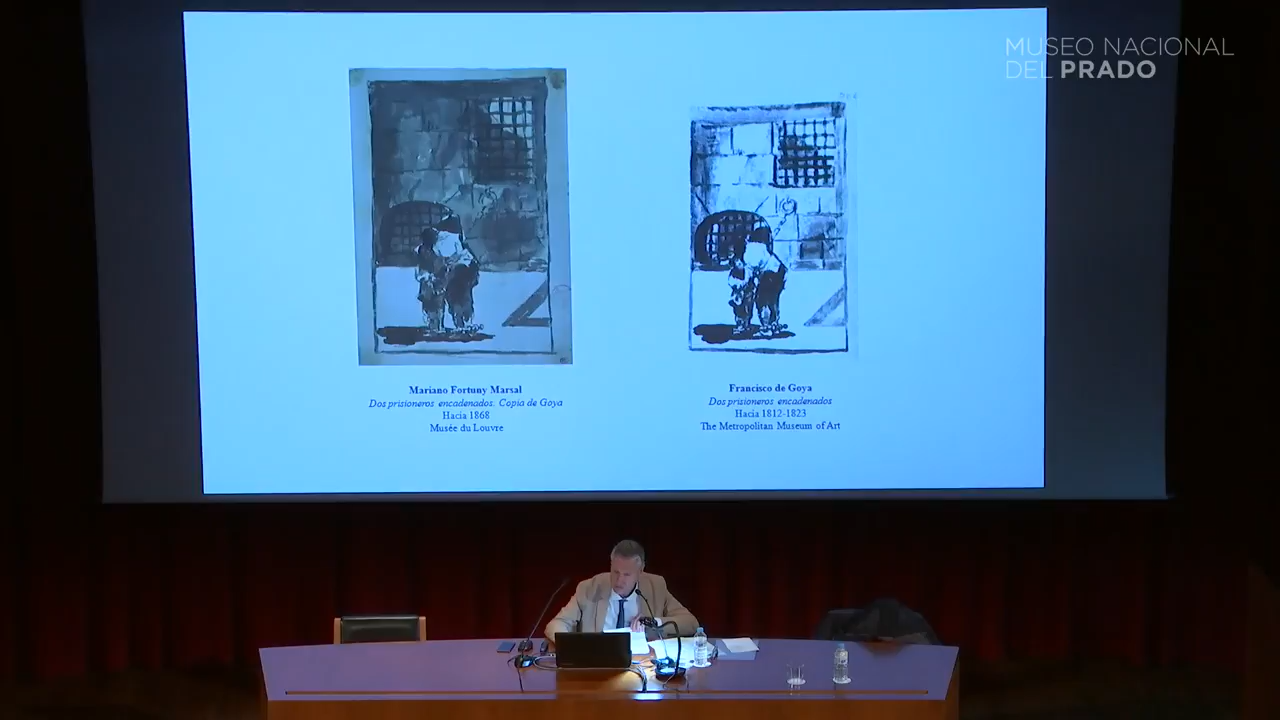 MUSEO NACIONAL
DEL PRADO
Mariano Fortuny Marsal
Dos prisioneros encadenados. Copia de Goya
Hacia 1868
Musée du Louvre
Francisco de Goya
Dos prisioneros encadenados
Hacia 1812-1823
The Metropolitan Museum of Art